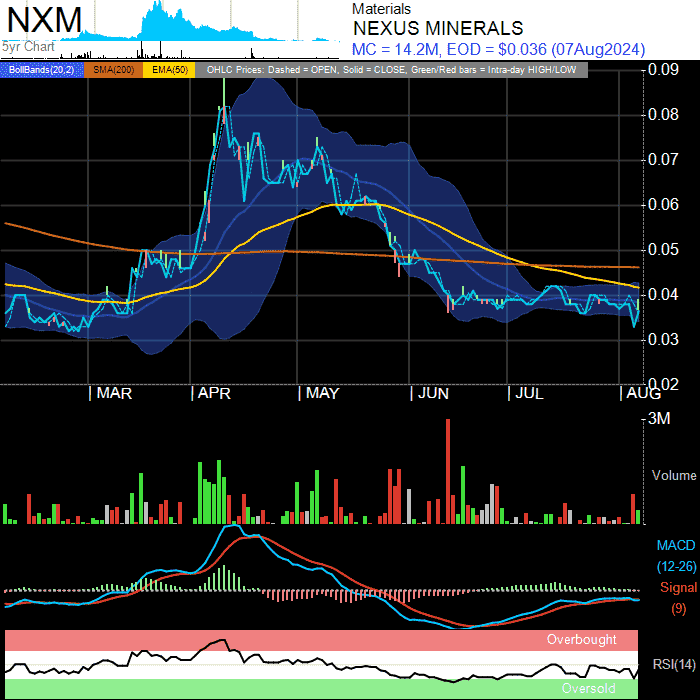 NXM
5yr Chart
Materials
NEXUS MINERALS
MC = 14.2M, EOD = $0.036 (07Aug2024)
BollBands(20,2) SMA(200) EMA(50) OHLC Prices: Dashed = OPEN, Solid = CLOSE, Green/Red bars = Intra-day HIGH/LOW
0.09
0.08
0.07
0.06
0.05
0.04
0.03
0.02
MAR APR MAY JUN JUL AUG
3M
Volume
MACD
(12-26)
Signal
(9)
Overbought
RSI(14)
Oversold